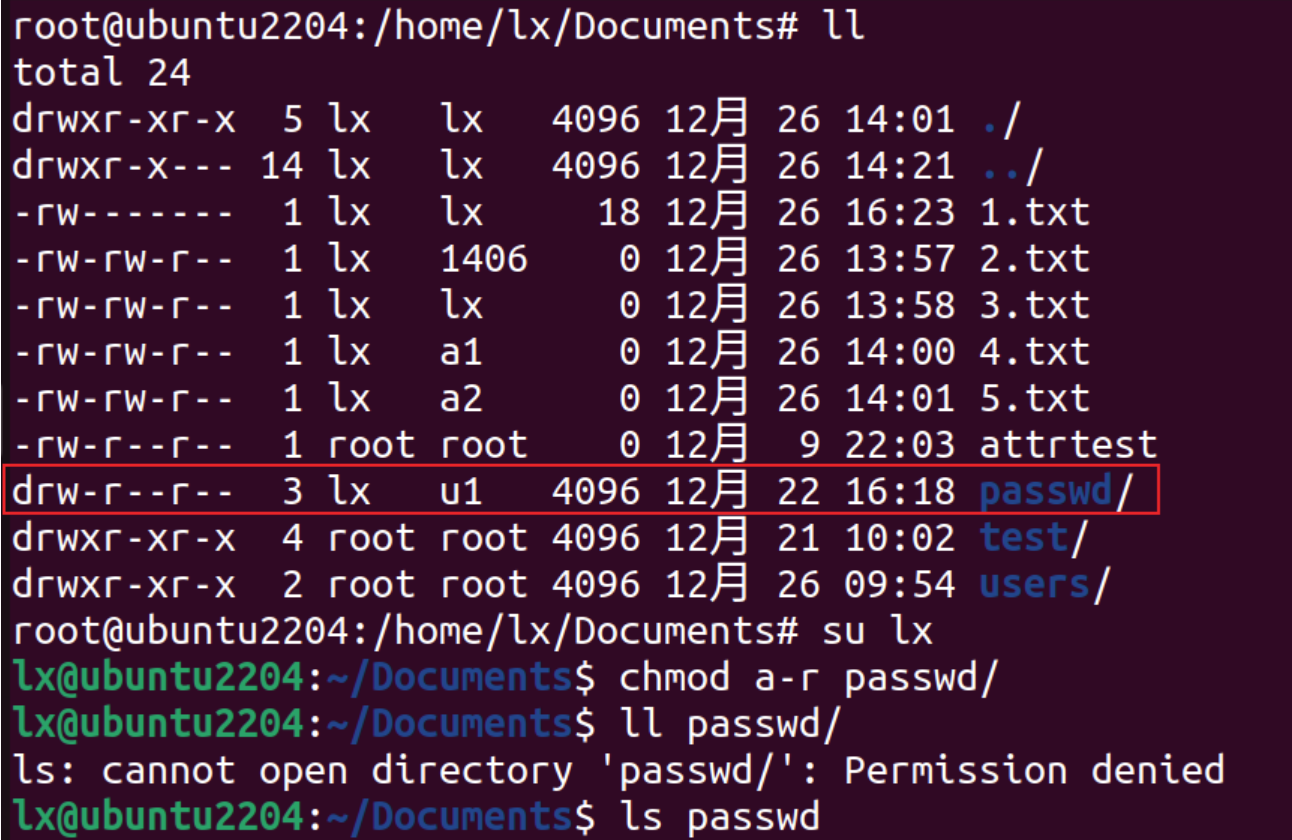 root@ubuntu2204:/home/lx/Documents# ll
total 24
drwxr-xr-x  5 lx   lx   4096 12月 26 14:01 ./
drwxr-x--- 14 lx   lx   4096 12月 26 14:21 ../
-rw-------  1 lx   lx     18 12月 26 16:23 1.txt
-rw-rw-r--  1 lx   1406    0 12月 26 13:57 2.txt
-rw-rw-r--  1 lx   lx      0 12月 26 13:58 3.txt
-rw-rw-r--  1 lx   a1      0 12月 26 14:00 4.txt
-rw-rw-r--  1 lx   a2      0 12月 26 14:01 5.txt
-rw-r--r--  1 root root    0 12月  9 22:03 attrtest
drw-r--r--  3 lx   u1   4096 12月 22 16:18 passwd/
drwxr-xr-x  4 root root 4096 12月 21 10:02 test/
drwxr-xr-x  2 root root 4096 12月 26 09:54 users/
root@ubuntu2204:/home/lx/Documents# su lx
lx@ubuntu2204:~/Documents$ chmod a-r passwd/
lx@ubuntu2204:~/Documents$ ll passwd/
ls: cannot open directory 'passwd/': Permission denied
lx@ubuntu2204:~/Documents$ ls passwd